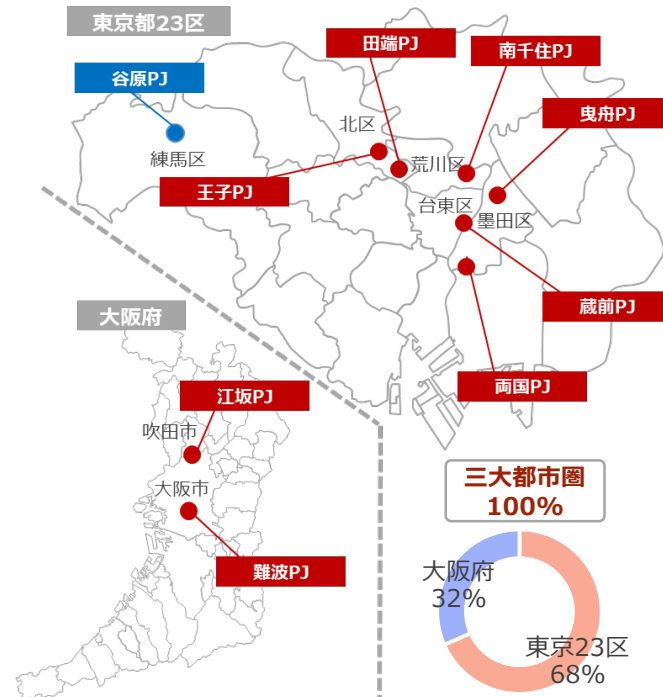 東京都23区
田端PJ
南千住PJ
谷原PJ
曳舟PJ
北区
練馬区
荒川区
王子PJ
台東区
墨田区
蔵前PJ
大阪府
両国PJ
江坂PJ
吹田市
大阪市
難波PJ
三大都市圏
100%
大阪府
32%
東京23区
68%